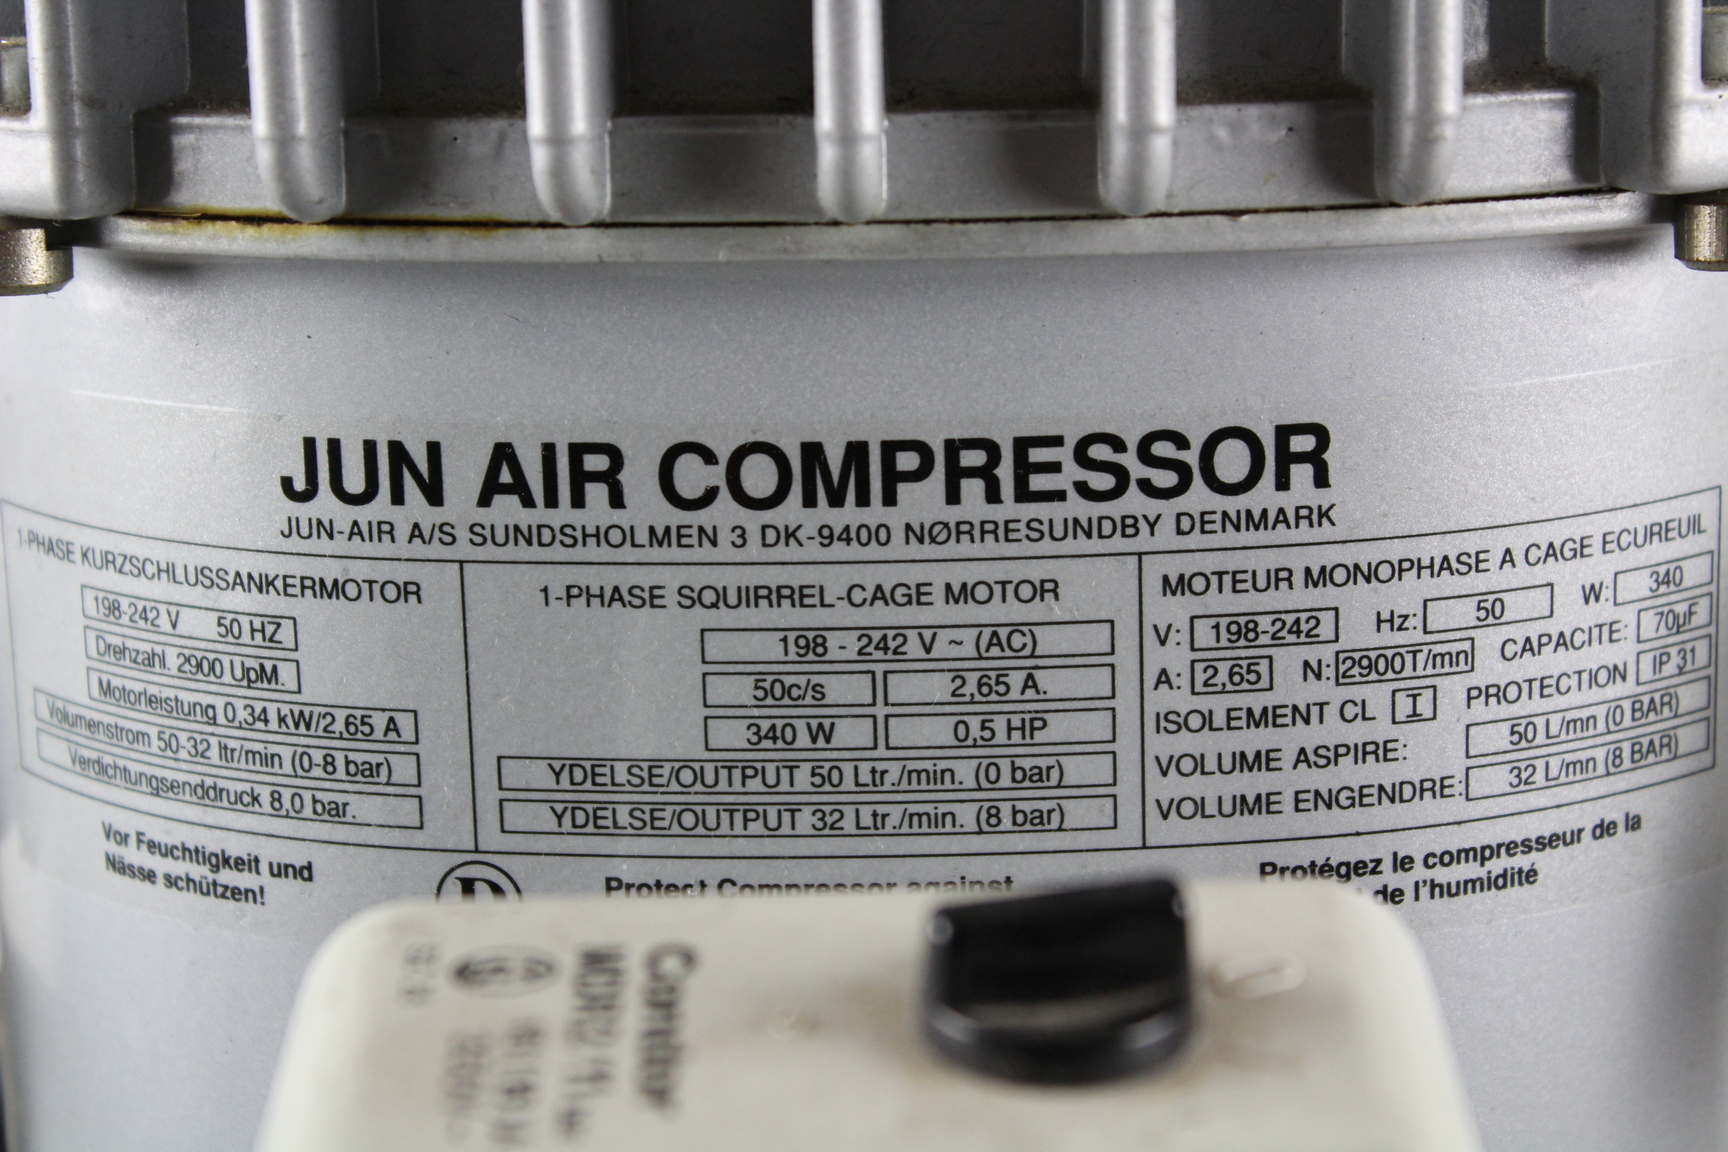 JUN AIR COMPRESSOR
JUN-AIR A/S SUNDSHOLMEN 3 DK-9400 NØRRESUNDBY DENMARK
1-PHASE KURZSCHLUSSANKERMOTOR
198-242 V 50 HZ
Drehzahl. 2900 UpM.
Motorleistung 0,34 kW/2,65 A
Volumenstrom 50-32 ltr/min (0-8 bar)
Verdichtungsenddruck 8,0 bar.
Vor Feuchtigkeit und
Nässe schützen!
1-PHASE SQUIRREL-CAGE MOTOR
198 - 242 V ~ (AC)
50c/s 2,65 A.
340 W 0,5 HP
YDELSE/OUTPUT 50 Ltr./min. (0 bar)
YDELSE/OUTPUT 32 Ltr./min. (8 bar)
D
Protect Compressor against
MOTEUR MONOPHASE A CAGE ECUREUIL
V: 198-242 Hz: 50 W: 340
A: 2,65 N: 2900T/mn CAPACITE: 70µF
ISOLEMENT CL I PROTECTION IP 31
VOLUME ASPIRE: 50 L/mn (0 BAR)
VOLUME ENGENDRE: 32 L/mn (8 BAR)
Protégez le compresseur de la
de l'humidité
Condor